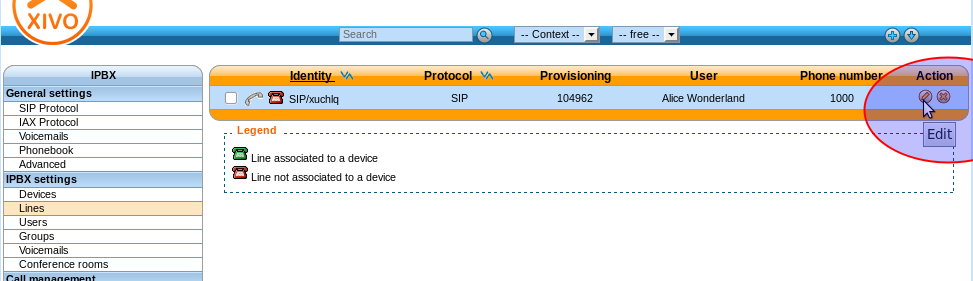 XIVO
Search
-- Context --
-- free --
IPBX
General settings
SIP Protocol
IAX Protocol
Voicemails
Phonebook
Advanced
IPBX settings
Devices
Lines
Users
Groups
Voicemails
Conference rooms
Call management
Identity Protocol Provisioning User Phone number Action
SIP/xuchlq SIP 104962 Alice Wonderland 1000
Edit
Legend
Line associated to a device
Line not associated to a device